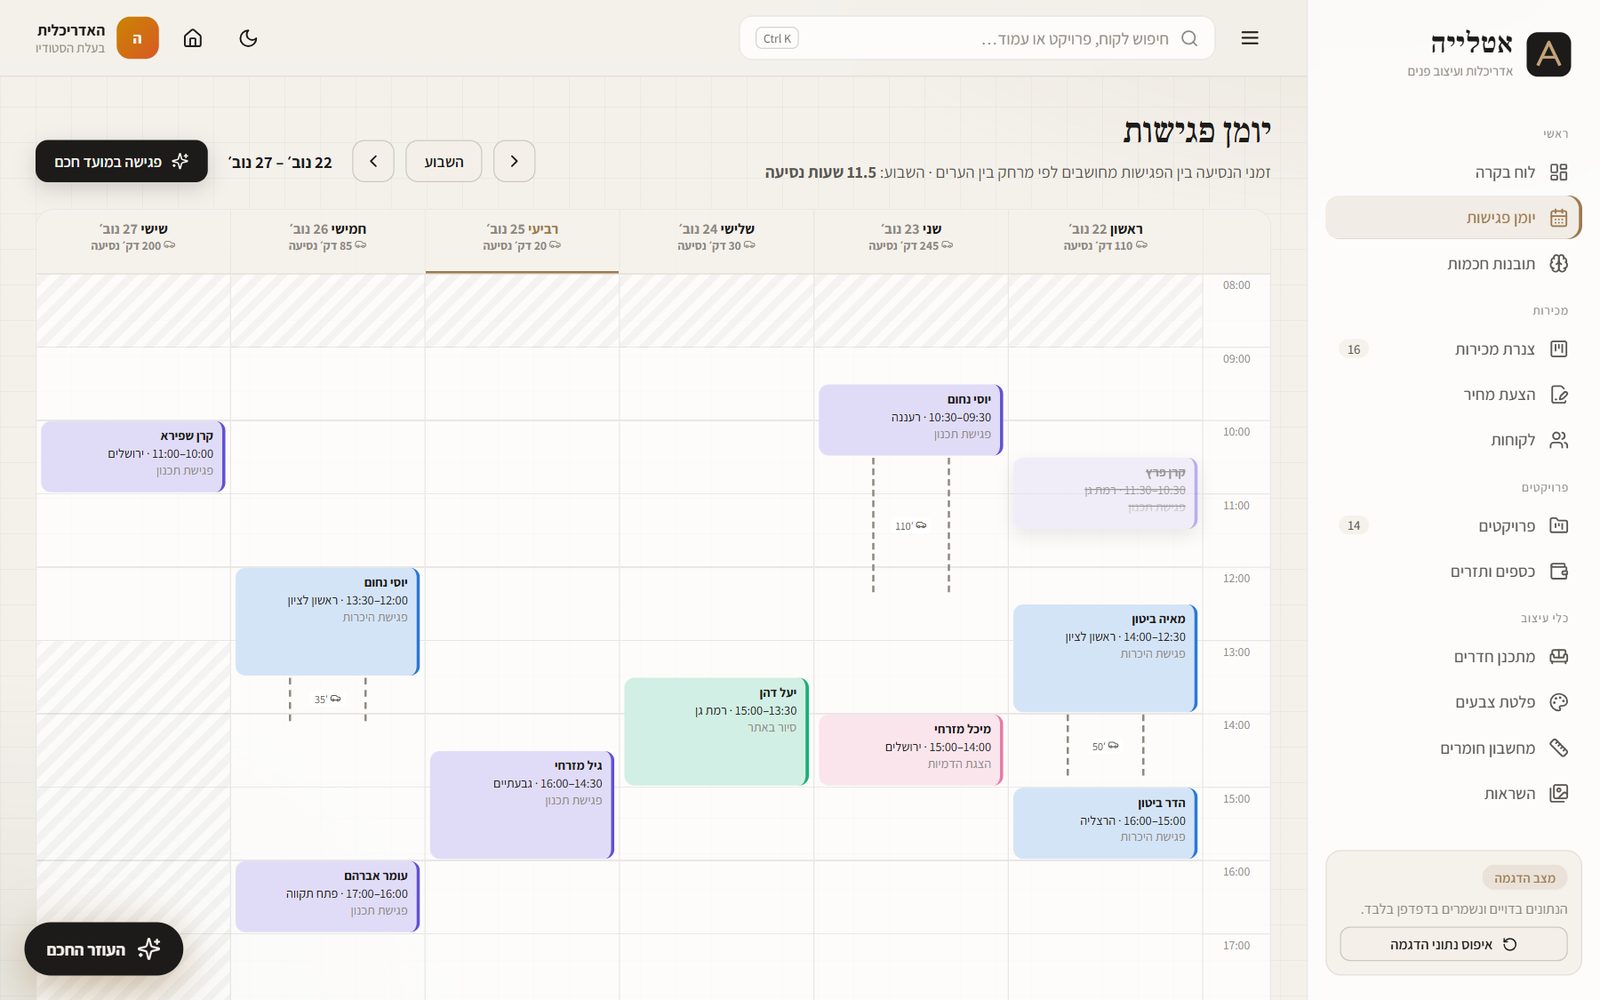 אטלייה
אדריכלות ועיצוב פנים
ראשי
לוח בקרה
יומן פגישות
תובנות חכמות
מכירות
צנרת מכירות
16
הצעת מחיר
לקוחות
פרויקטים
פרויקטים
14
כספים ותזרים
כלי עיצוב
מתכנן חדרים
פלטת צבעים
מחשבון חומרים
השראות
מצב הדגמה
הנתונים בדויים ונשמרים בדפדפן בלבד.
איפוס נתוני הדגמה
חיפוש לקוח, פרויקט או עמוד…
Ctrl K
ה
האדריכלית
בעלת הסטודיו
יומן פגישות
זמני הנסיעה בין הפגישות מחושבים לפי מרחק בין הערים · השבוע: 11.5 שעות נסיעה
השבוע
22 נוב׳ – 27 נוב׳
פגישה במועד חכם
ראשון 22 נוב׳
110 דק׳ נסיעה
שני 23 נוב׳
245 דק׳ נסיעה
שלישי 24 נוב׳
30 דק׳ נסיעה
רביעי 25 נוב׳
20 דק׳ נסיעה
חמישי 26 נוב׳
85 דק׳ נסיעה
שישי 27 נוב׳
200 דק׳ נסיעה
08:00
09:00
10:00
11:00
12:00
13:00
14:00
15:00
16:00
17:00
קרן פרץ
10:30–11:30 · רמת גן
פגישת תכנון
מאיה ביטון
12:30–14:00 · ראשון לציון
פגישת היכרות
50׳
הדר ביטון
15:00–16:00 · הרצליה
פגישת היכרות
יוסי נחום
09:30–10:30 · רעננה
פגישת תכנון
110׳
מיכל מזרחי
14:00–15:00 · ירושלים
הצגת הדמיות
יעל דהן
13:30–15:00 · רמת גן
סיור באתר
גיל מזרחי
14:30–16:00 · גבעתיים
פגישת תכנון
יוסי נחום
12:00–13:30 · ראשון לציון
פגישת היכרות
35׳
עומר אברהם
16:00–17:00 · פתח תקווה
פגישת תכנון
קרן שפירא
10:00–11:00 · ירושלים
פגישת תכנון
העוזר החכם